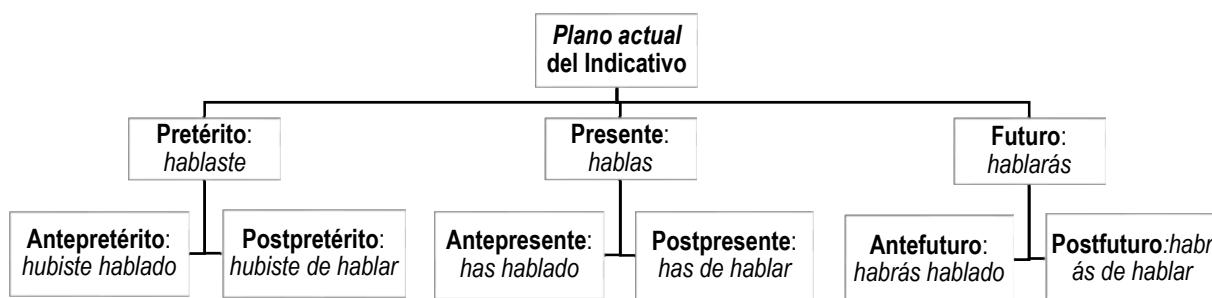 Plano actual
del Indicativo
Pretérito:
hablaste
Presente:
hablas
Futuro:
hablarás
Antepretérito:
hubiste hablado
Postpretérito:
hubiste de hablar
Antepresente:
has hablado
Postpresente:
has de hablar
Antefuturo:
habrás hablado
Postfuturo:habr
ás de hablar